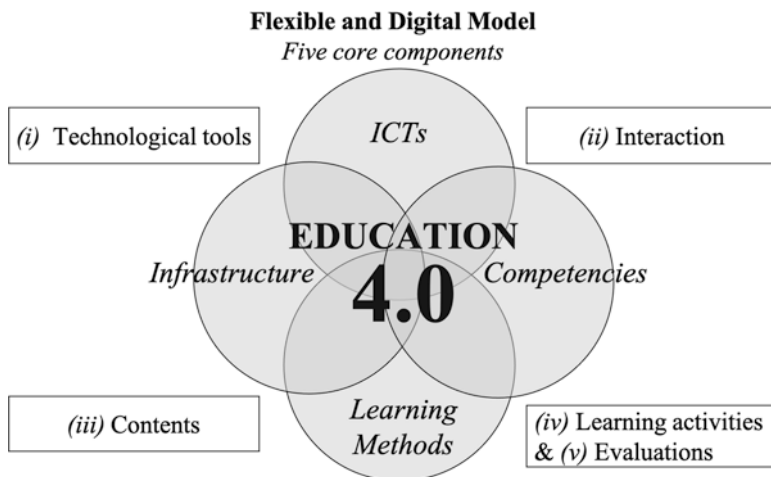 Flexible and Digital Model
Five core components
(i) Technological tools
ICTs
(ii) Interaction
EDUCATION
Infrastructure
4.0
Competencies
(iii) Contents
Learning
Methods
(iv) Learning activities
& (v) Evaluations